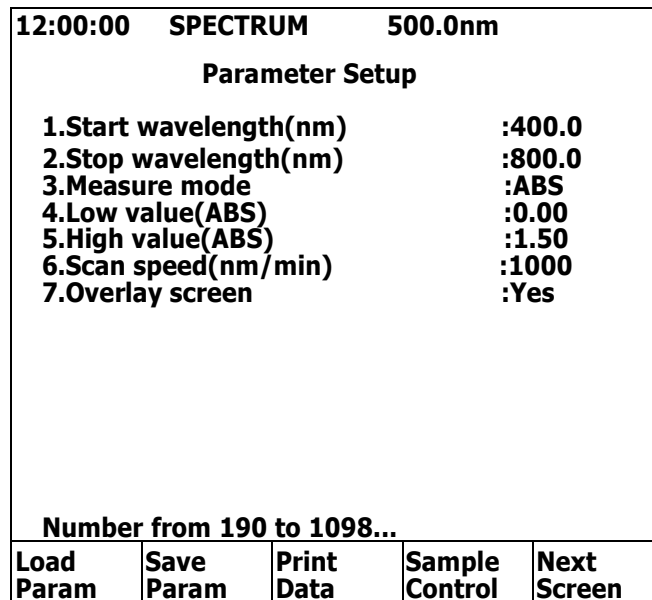 12:00:00 SPECTRUM 500.0nm
Parameter Setup
1.Start wavelength(nm) :400.0
2.Stop wavelength(nm) :800.0
3.Measure mode :ABS
4.Low value(ABS) :0.00
5.High value(ABS) :1.50
6.Scan speed(nm/min) :1000
7.Overlay screen :Yes
Number from 190 to 1098...
Load Save Print Sample Next
Param Param Data Control Screen